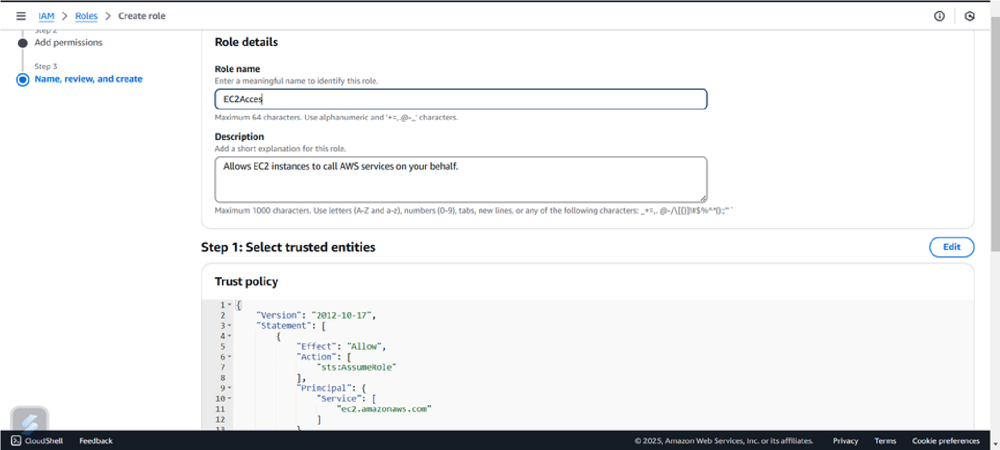 IAM > Roles > Create role
Step 2
Add permissions
Step 3
Name, review, and create
Role details
Role name
Enter a meaningful name to identify this role.
EC2Acces
Maximum 64 characters. Use alphanumeric and '+=,.@-_' characters.
Description
Add a short explanation for this role.
Allows EC2 instances to call AWS services on your behalf.
Maximum 1000 characters. Use letters (A-Z and a-z), numbers (0-9), tabs, new lines, or any of the following characters: _+=,. @-/\[{}]!#$%^*();:'"`
Step 1: Select trusted entities
Edit
Trust policy
1 {
2 "Version": "2012-10-17",
3 "Statement": [
4 {
5 "Effect": "Allow",
6 "Action": [
7 "sts:AssumeRole"
8 ],
9 "Principal": {
10 "Service": [
11 "ec2.amazonaws.com"
12 ]
13 }
CloudShell Feedback © 2025, Amazon Web Services, Inc. or its affiliates. Privacy Terms Cookie preferences